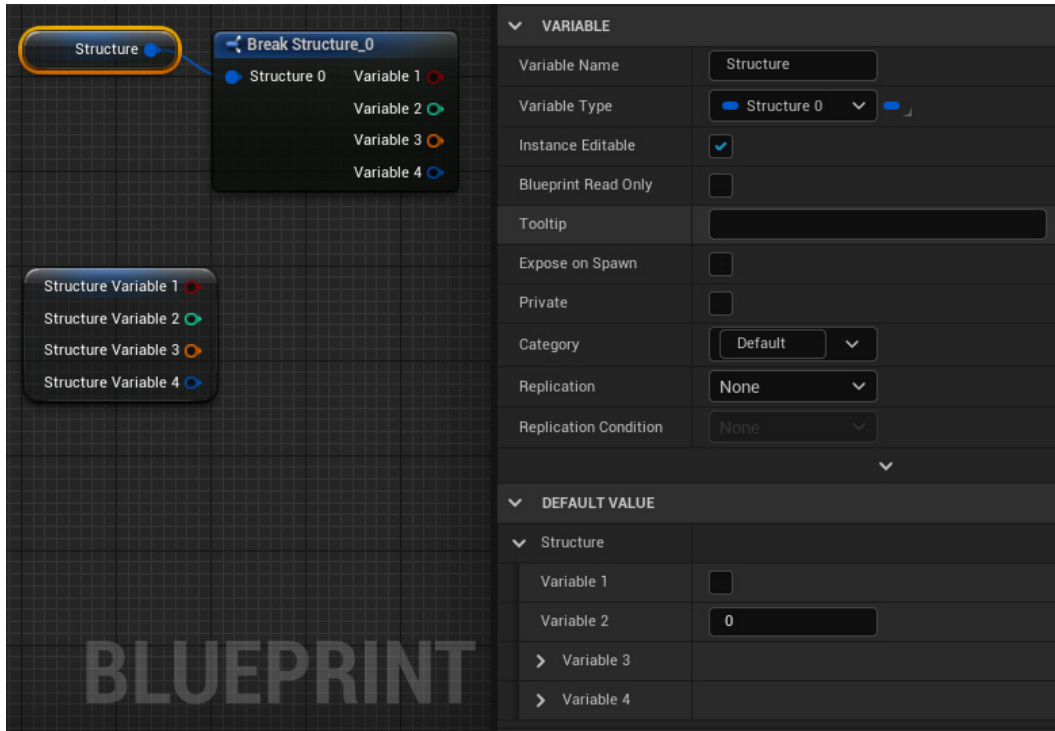 Structure
Break Structure_0
Structure 0 Variable 1
Variable 2
Variable 3
Variable 4
Structure Variable 1
Structure Variable 2
Structure Variable 3
Structure Variable 4
BLUEPRINT
VARIABLE
Variable Name Structure
Variable Type Structure 0
Instance Editable
Blueprint Read Only
Tooltip
Expose on Spawn
Private
Category Default
Replication None
Replication Condition None
DEFAULT VALUE
Structure
Variable 1
Variable 2 0
Variable 3
Variable 4